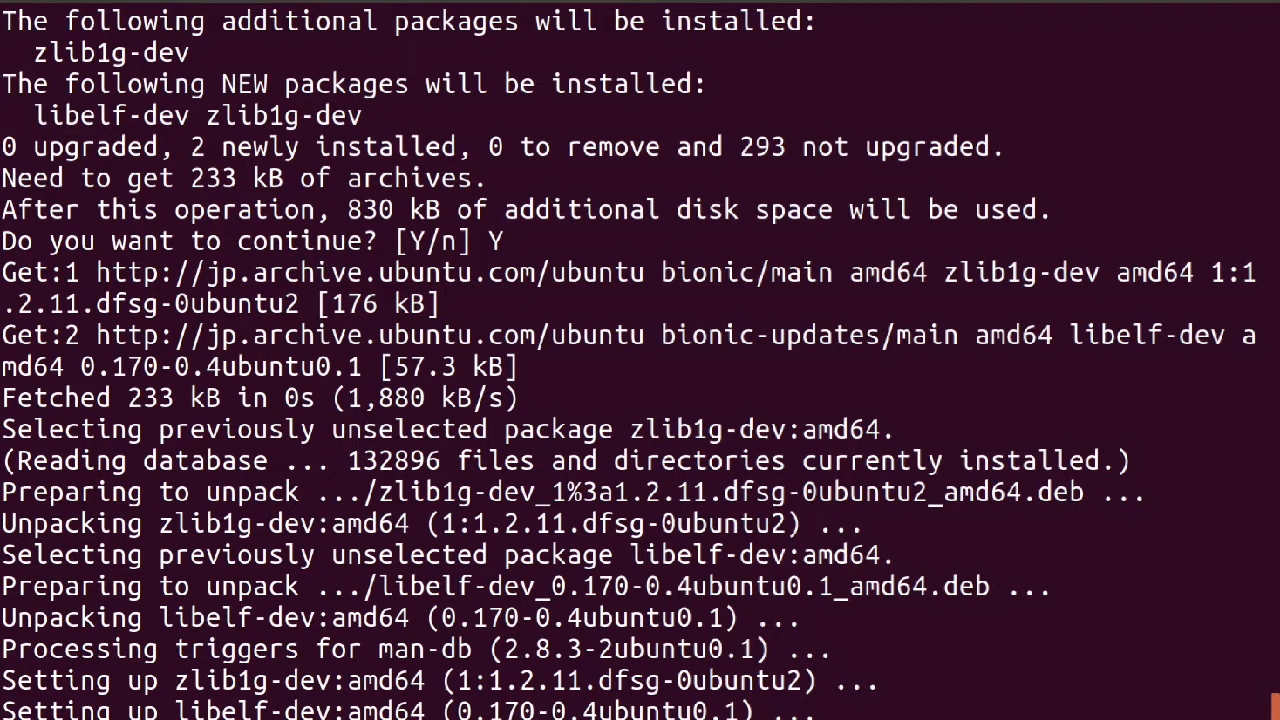 The following additional packages will be installed:
  zlib1g-dev
The following NEW packages will be installed:
  libelf-dev zlib1g-dev
0 upgraded, 2 newly installed, 0 to remove and 293 not upgraded.
Need to get 233 kB of archives.
After this operation, 830 kB of additional disk space will be used.
Do you want to continue? [Y/n] Y
Get:1 http://jp.archive.ubuntu.com/ubuntu bionic/main amd64 zlib1g-dev amd64 1:1
.2.11.dfsg-0ubuntu2 [176 kB]
Get:2 http://jp.archive.ubuntu.com/ubuntu bionic-updates/main amd64 libelf-dev a
md64 0.170-0.4ubuntu0.1 [57.3 kB]
Fetched 233 kB in 0s (1,880 kB/s)
Selecting previously unselected package zlib1g-dev:amd64.
(Reading database ... 132896 files and directories currently installed.)
Preparing to unpack .../zlib1g-dev_1%3a1.2.11.dfsg-0ubuntu2_amd64.deb ...
Unpacking zlib1g-dev:amd64 (1:1.2.11.dfsg-0ubuntu2) ...
Selecting previously unselected package libelf-dev:amd64.
Preparing to unpack .../libelf-dev_0.170-0.4ubuntu0.1_amd64.deb ...
Unpacking libelf-dev:amd64 (0.170-0.4ubuntu0.1) ...
Processing triggers for man-db (2.8.3-2ubuntu0.1) ...
Setting up zlib1g-dev:amd64 (1:1.2.11.dfsg-0ubuntu2) ...
Setting up libelf-dev:amd64 (0.170-0.4ubuntu0.1) ...